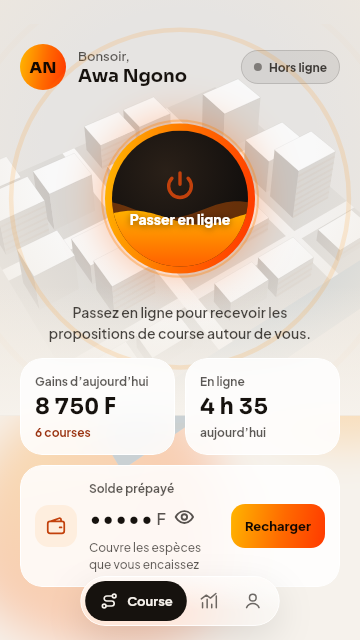 AN
Bonsoir,
Awa Ngono
Hors ligne
Passer en ligne
Passez en ligne pour recevoir les
propositions de course autour de vous.
Gains d’aujourd’hui
8 750 F
6 courses
En ligne
4 h 35
aujourd’hui
Solde prépayé
●●●●● F
Couvre les espèces
que vous encaissez
Recharger
Course